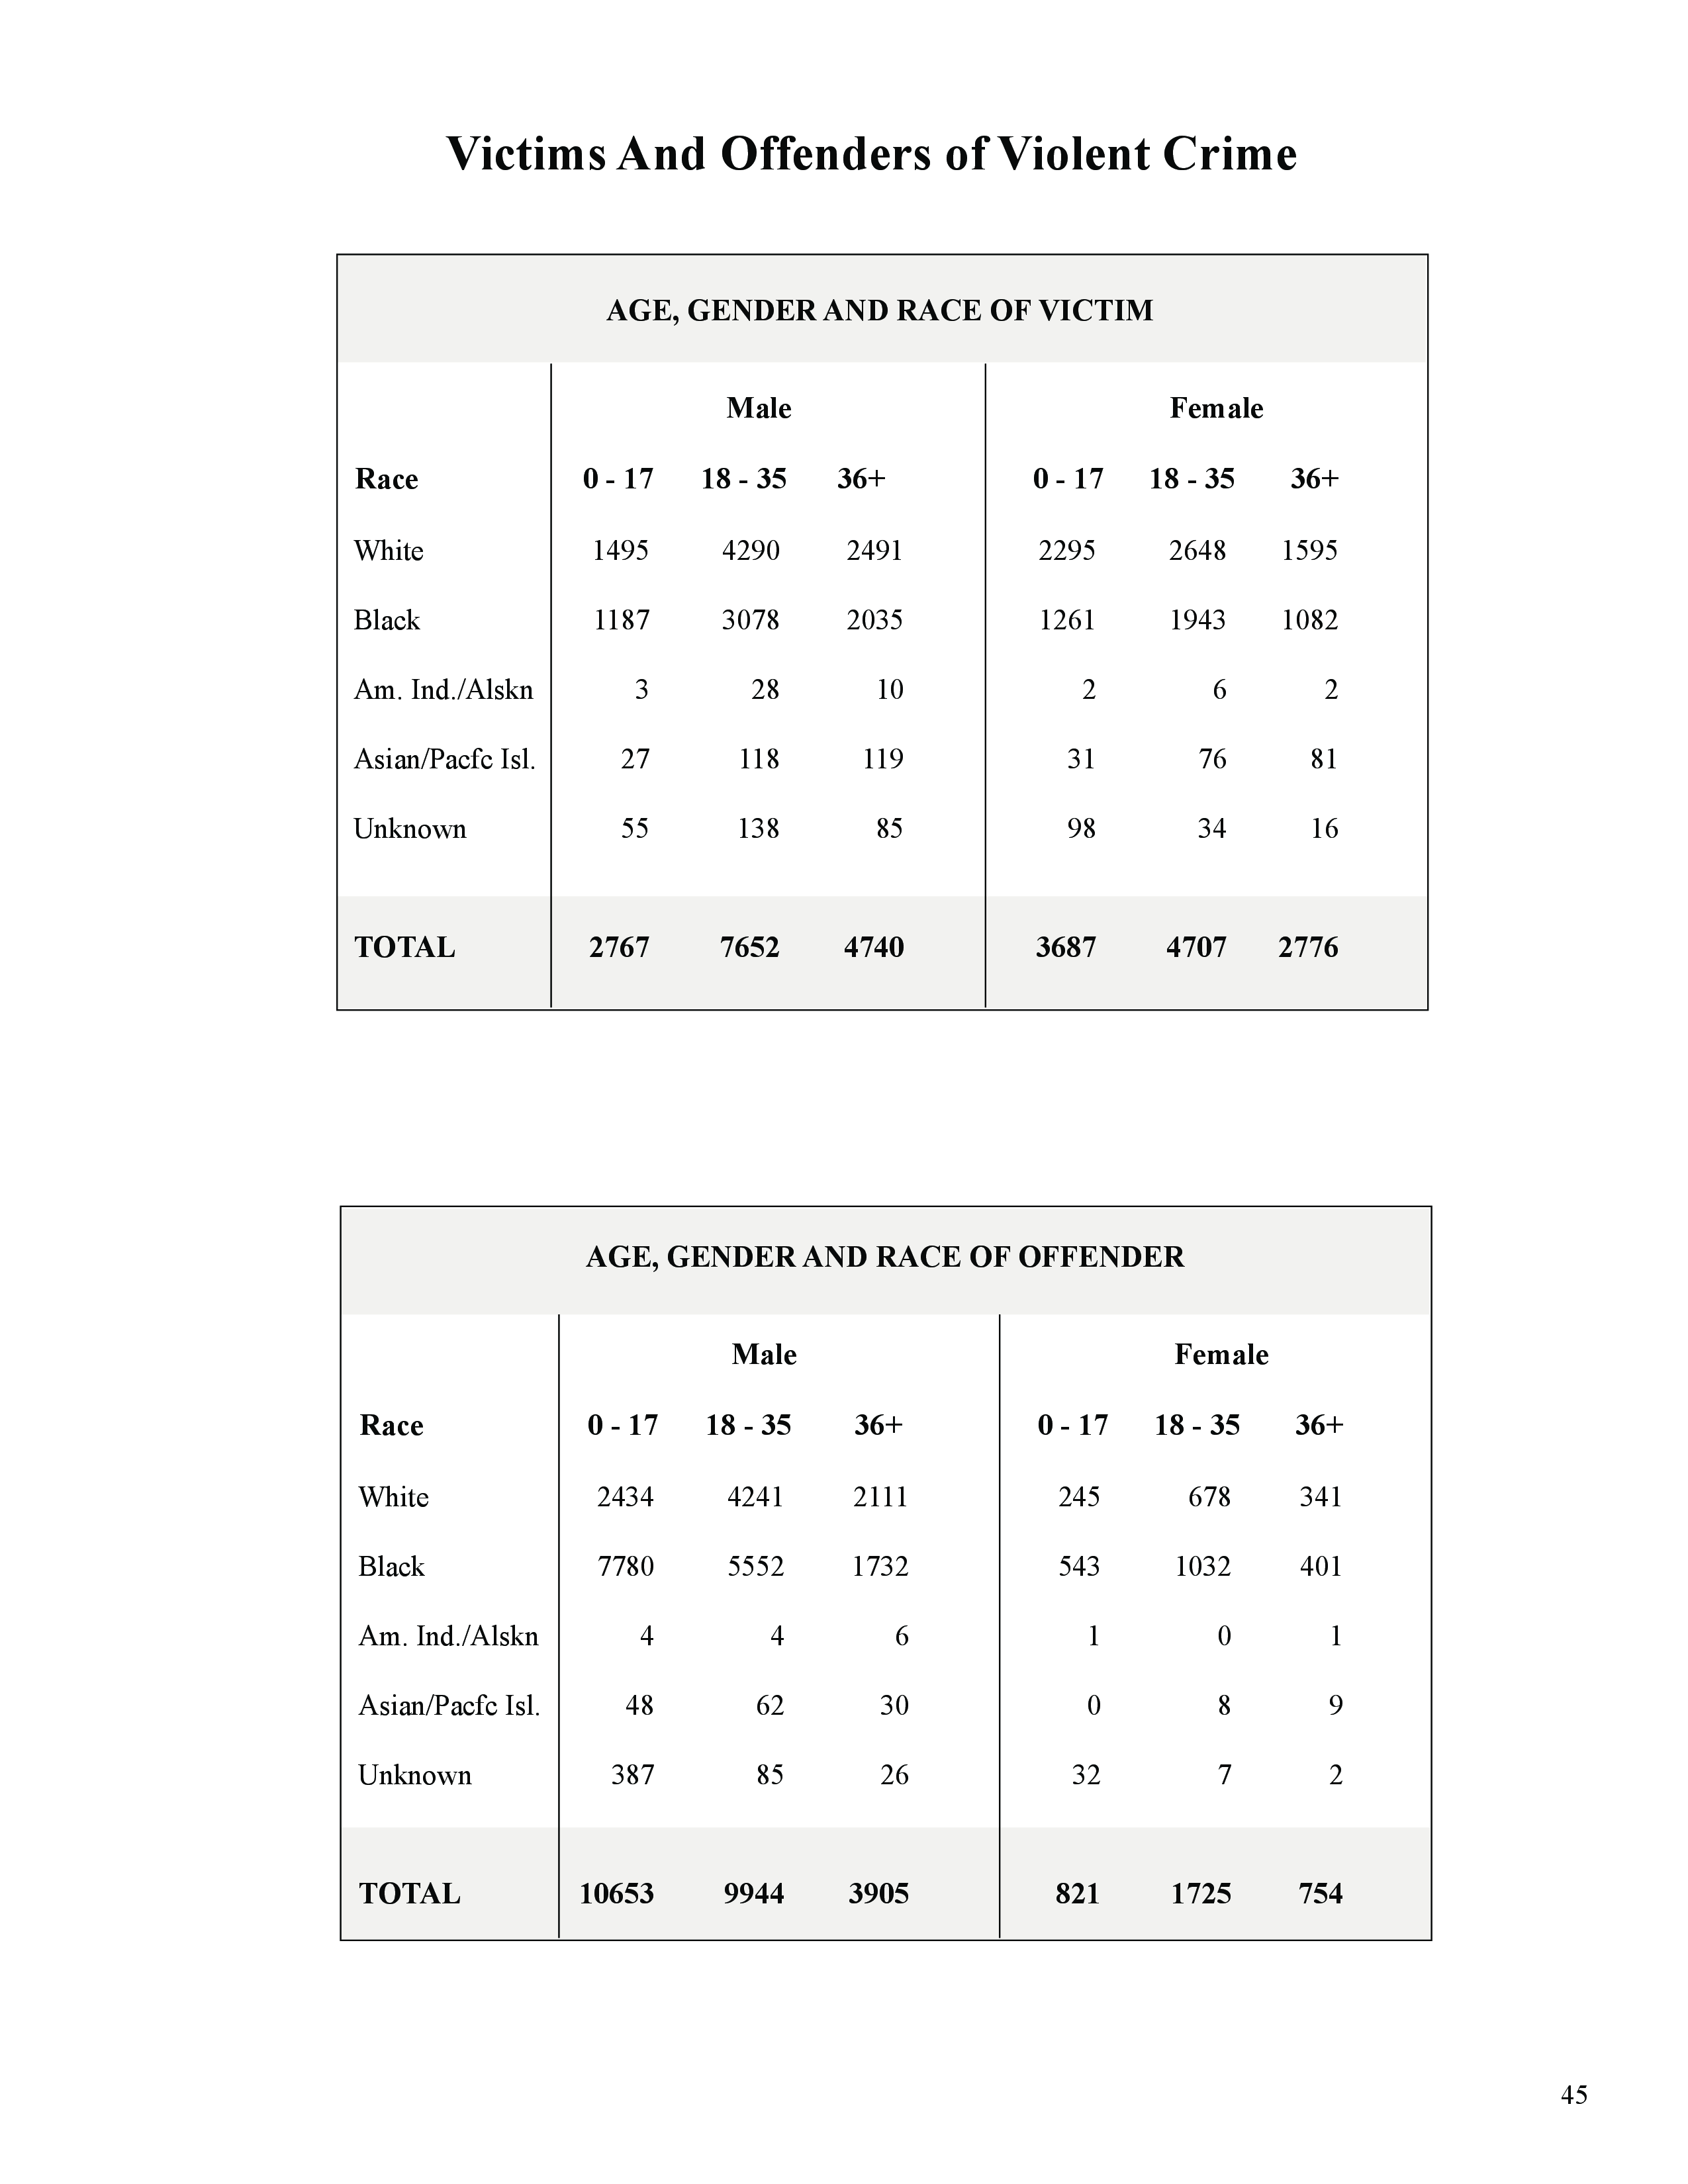 Victims And Offenders of Violent Crime
AGE, GENDER AND RACE OF VICTIM
Male Female
Race 0 - 17 18 - 35 36+ 0 - 17 18 - 35 36+
White 1495 4290 2491 2295 2648 1595
Black 1187 3078 2035 1261 1943 1082
Am. Ind./Alskn 3 28 10 2 6 2
Asian/Pacfc Isl. 27 118 119 31 76 81
Unknown 55 138 85 98 34 16
TOTAL 2767 7652 4740 3687 4707 2776
AGE, GENDER AND RACE OF OFFENDER
Male Female
Race 0 - 17 18 - 35 36+ 0 - 17 18 - 35 36+
White 2434 4241 2111 245 678 341
Black 7780 5552 1732 543 1032 401
Am. Ind./Alskn 4 4 6 1 0 1
Asian/Pacfc Isl. 48 62 30 0 8 9
Unknown 387 85 26 32 7 2
TOTAL 10653 9944 3905 821 1725 754
45